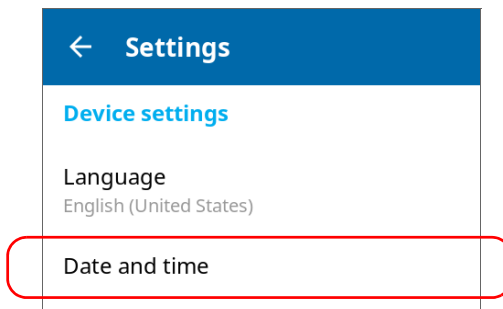 Settings
Device settings
Language
English (United States)
Date and time